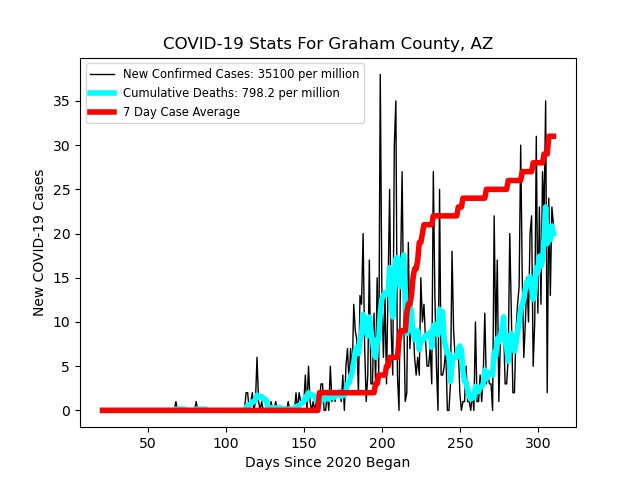 COVID-19 Stats For Graham County, AZ
New Confirmed Cases: 35100 per million
Cumulative Deaths: 798.2 per million
7 Day Case Average
35
30
25
20
15
10
5
0
New COVID-19 Cases
50 100 150 200 250 300
Days Since 2020 Began